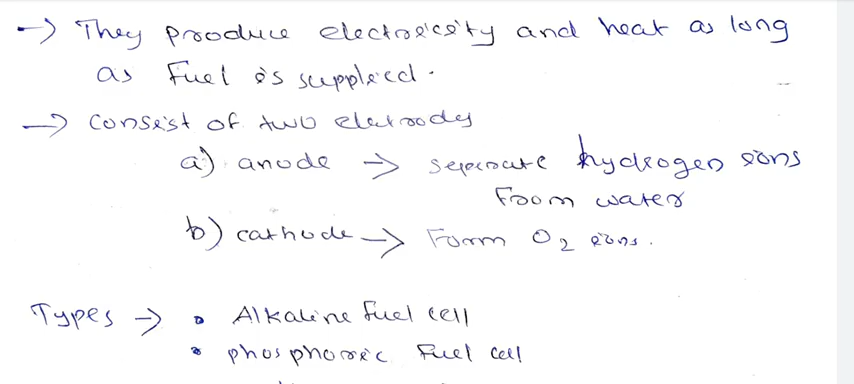 → They produce electricity and heat as long
as Fuel is supplied.
→ Consist of two electrodes
a) anode → seperate hydrogen ions
From water
b) cathode → Form O2 ions.
Types → • Alkaline fuel cell
• phosphoric Fuel cell